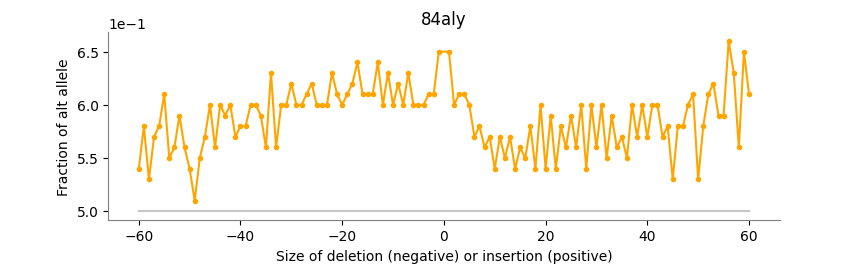 84aly
1e−1
6.5
6.0
5.5
5.0
Fraction of alt allele
−60 −40 −20 0 20 40 60
Size of deletion (negative) or insertion (positive)